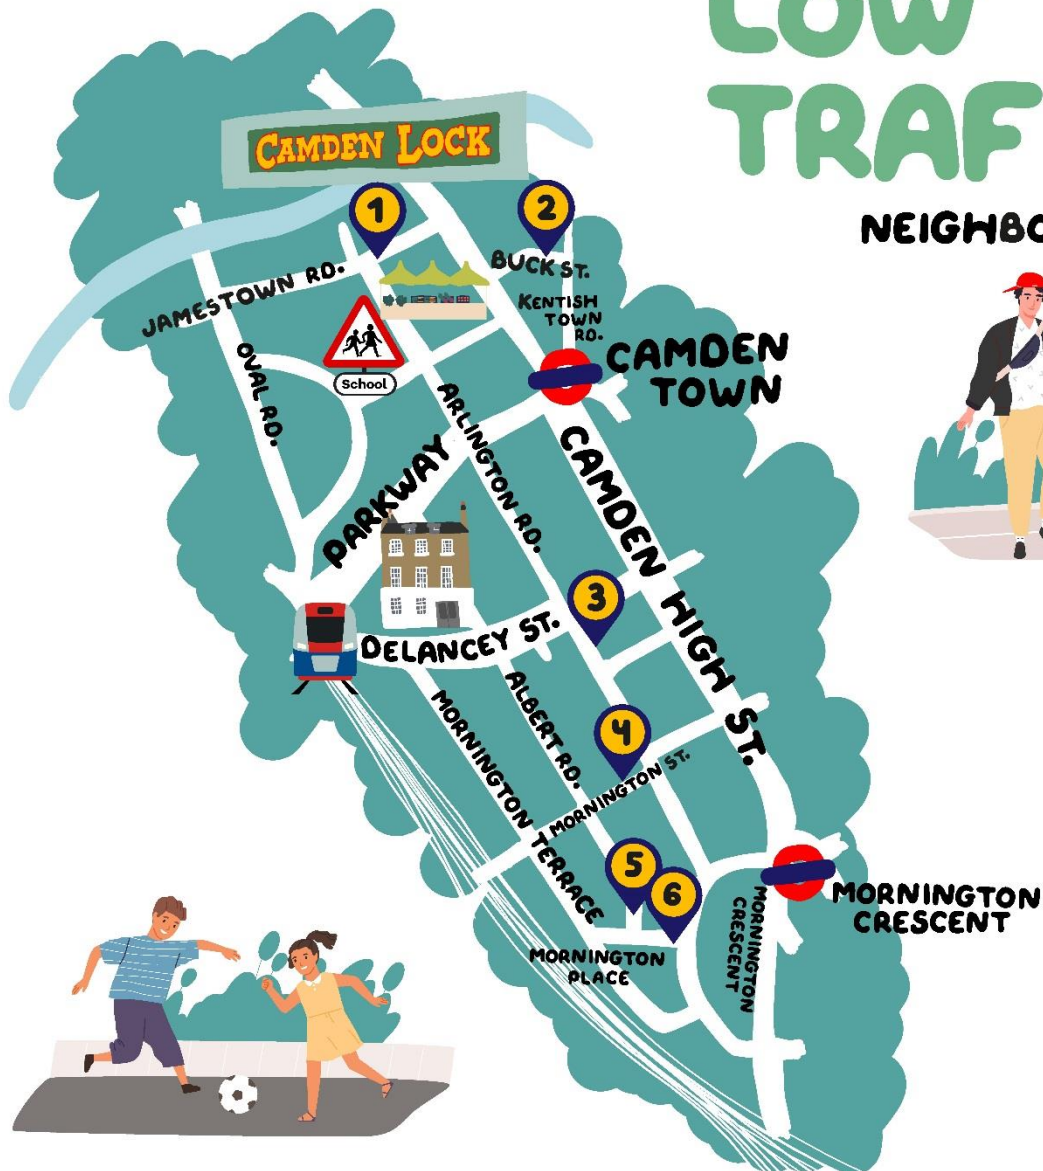 LOW
TRAF
NEIGHBO
CAMDEN LOCK
1
2
BUCK ST.
JAMESTOWN RD.
KENTISH
TOWN
RD.
School
CAMDEN
TOWN
OVAL RD.
ARLINGTON RD.
PARKWAY
CAMDEN HIGH ST.
3
DELANCEY ST.
ALBERT RD.
MORNINGTON TERRACE
4
MORNINGTON ST.
5
6
MORNINGTON
CRESCENT
MORNINGTON
CRESCENT
MORNINGTON
PLACE